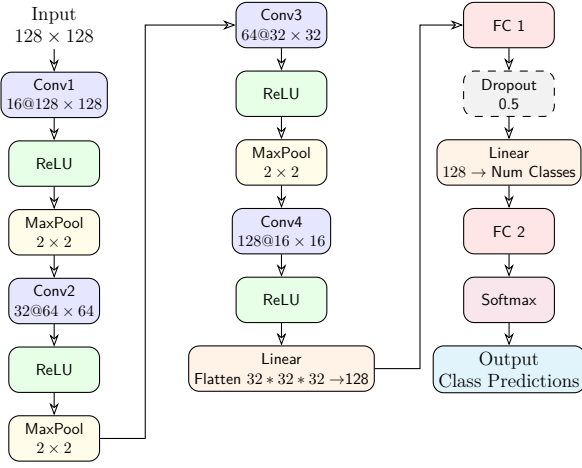 Input
128 × 128
Conv1
16@128 × 128
ReLU
MaxPool
2 × 2
Conv2
32@64 × 64
ReLU
MaxPool
2 × 2
Conv3
64@32 × 32
ReLU
MaxPool
2 × 2
Conv4
128@16 × 16
ReLU
Linear
Flatten 32 * 32 * 32 →128
FC 1
Dropout
0.5
Linear
128 → Num Classes
FC 2
Softmax
Output
Class Predictions